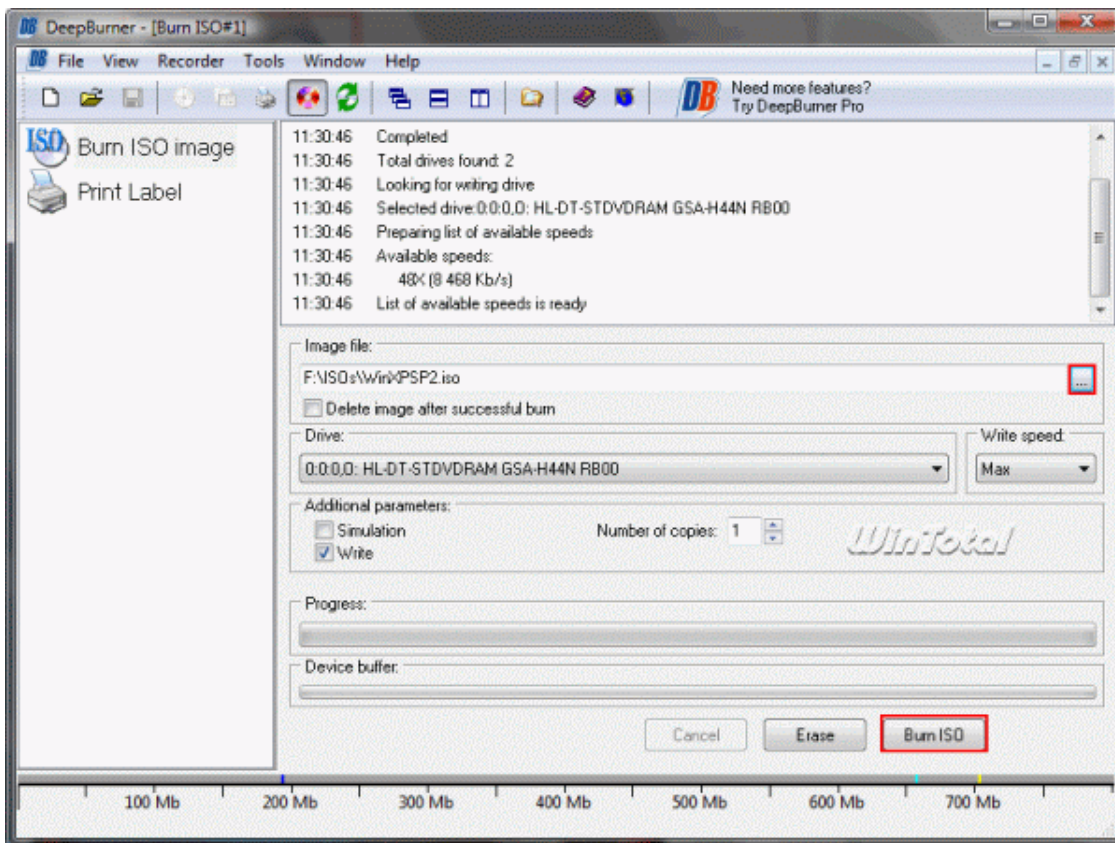 DB DeepBurner - [Burn ISO#1]
DB File View Recorder Tools Window Help
DB Need more features?
Try DeepBurner Pro
ISO Burn ISO image
Print Label
11:30:46 Completed
11:30:46 Total drives found: 2
11:30:46 Looking for writing drive
11:30:46 Selected drive:0:0:0,O: HL-DT-STDVDRAM GSA-H44N RB00
11:30:46 Preparing list of available speeds
11:30:46 Available speeds:
11:30:46 48X (8 468 Kb/s)
11:30:46 List of available speeds is ready
Image file:
F:\ISOs\WinXPSP2.iso
...
Delete image after successful burn
Drive: Write speed:
0:0:0,O: HL-DT-STDVDRAM GSA-H44N RB00 Max
Additional parameters:
Simulation Number of copies: 1 WinTotal
Write
Progress:
Device buffer:
Cancel Erase Burn ISO
100 Mb 200 Mb 300 Mb 400 Mb 500 Mb 600 Mb 700 Mb